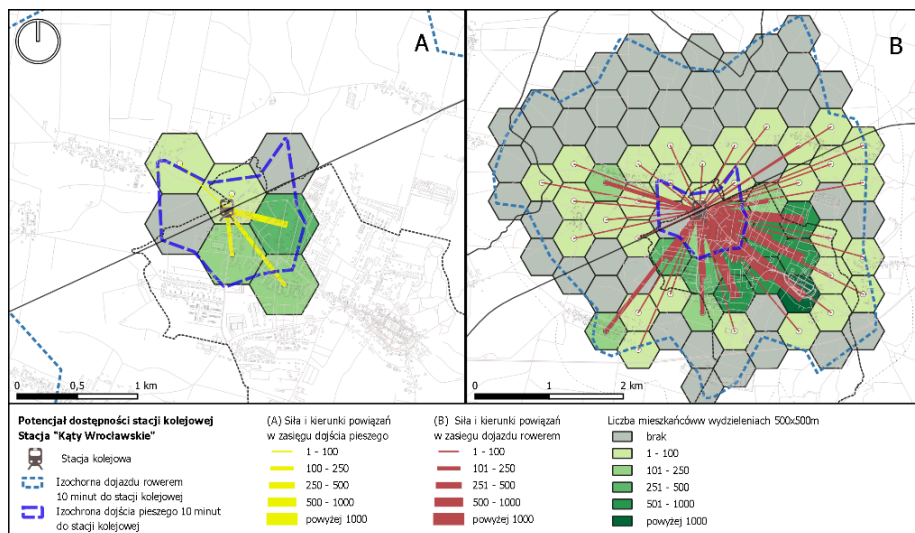 A
B
0 0,5 1 km
0 1 2 km
Potencjał dostępności stacji kolejowej
Stacja "Kąty Wrocławskie"
Stacja kolejowa
Izochorna dojazdu rowerem
10 minut do stacji kolejowej
Izochrona dojścia pieszego 10 minut
do stacji kolejowej
(A) Siła i kierunki powiązań
w zasięgu dojścia pieszego
1 - 100
100 - 250
250 - 500
500 - 1000
powyżej 1000
(B) Siła i kierunki powiązań
w zasiegu dojazdu rowerem
1 - 100
101 - 250
251 - 500
500 - 1000
powyżej 1000
Liczba mieszkańcóww wydzieleniach 500x500m
brak
1 - 100
101 - 250
251 - 500
501 - 1000
powyżej 1000